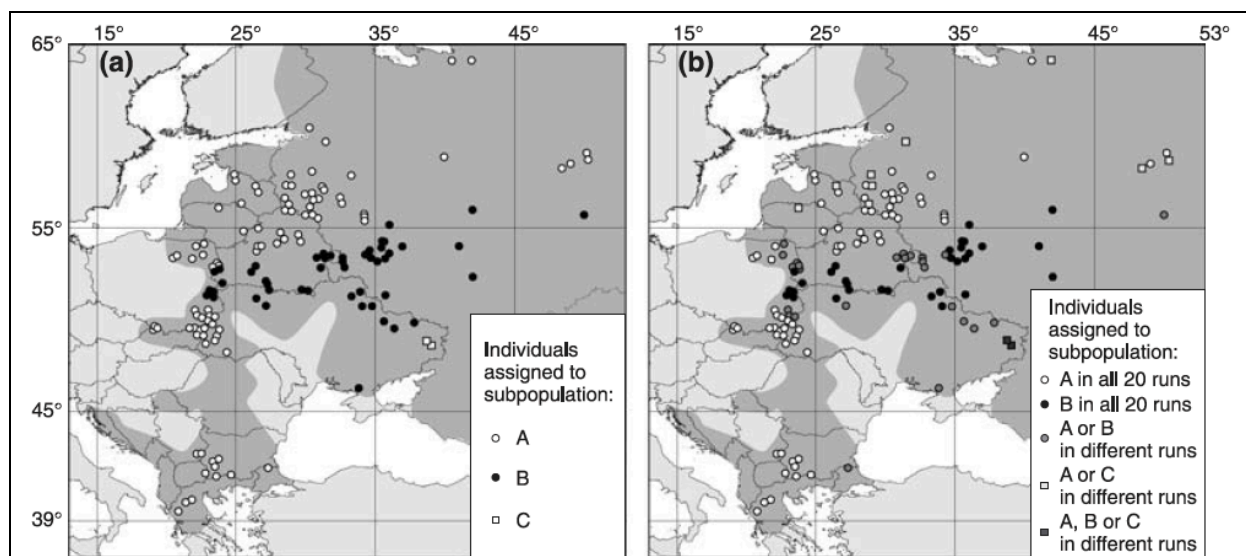 15° 25° 35° 45°
15° 25° 35° 45° 53°
65°
(a)
(b)
55°
45°
39°
Individuals
assigned to
subpopulation:
A
B
C
Individuals
assigned to
subpopulation:
A in all 20 runs
B in all 20 runs
A or B
in different runs
A or C
in different runs
A, B or C
in different runs